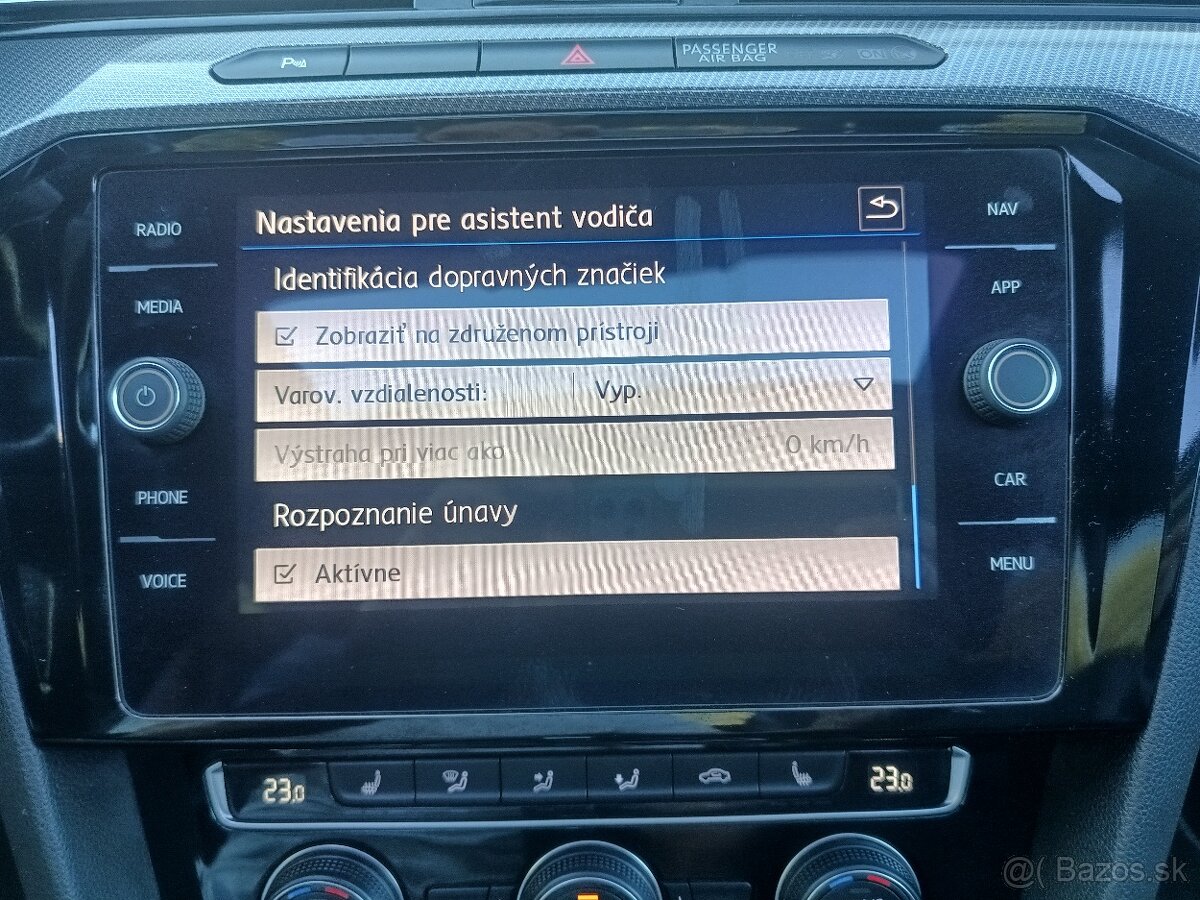 P
PASSENGER
AIR BAG
ON
RADIO
MEDIA
PHONE
VOICE
Nastavenia pre asistent vodiča
Identifikácia dopravných značiek
Zobraziť na združenom prístroji
Varov. vzdialenosti: Vyp.
Výstraha pri viac ako 0 km/h
Rozpoznanie únavy
Aktívne
NAV
APP
CAR
MENU
23.0
23.0
@( Bazos.sk